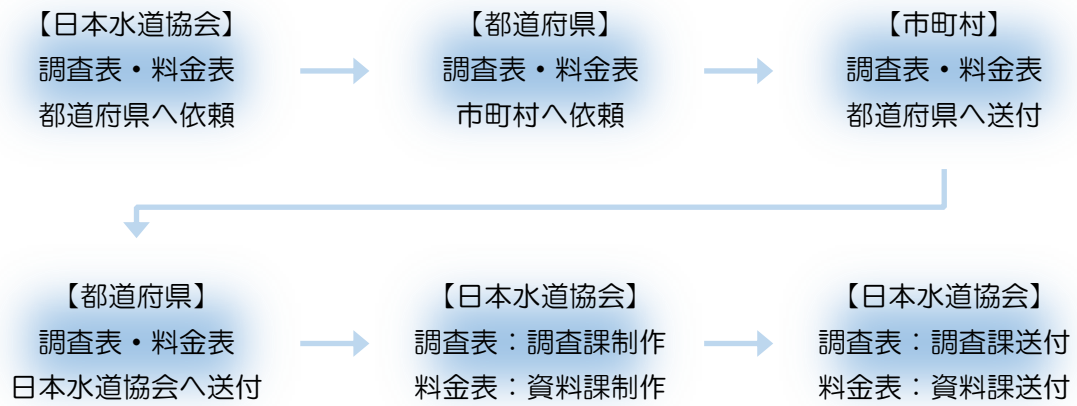 【日本水道協会】
調査表・料金表
都道府県へ依頼
【都道府県】
調査表・料金表
市町村へ依頼
【市町村】
調査表・料金表
都道府県へ送付
【都道府県】
調査表・料金表
日本水道協会へ送付
【日本水道協会】
調査表：調査課制作
料金表：資料課制作
【日本水道協会】
調査表：調査課送付
料金表：資料課送付